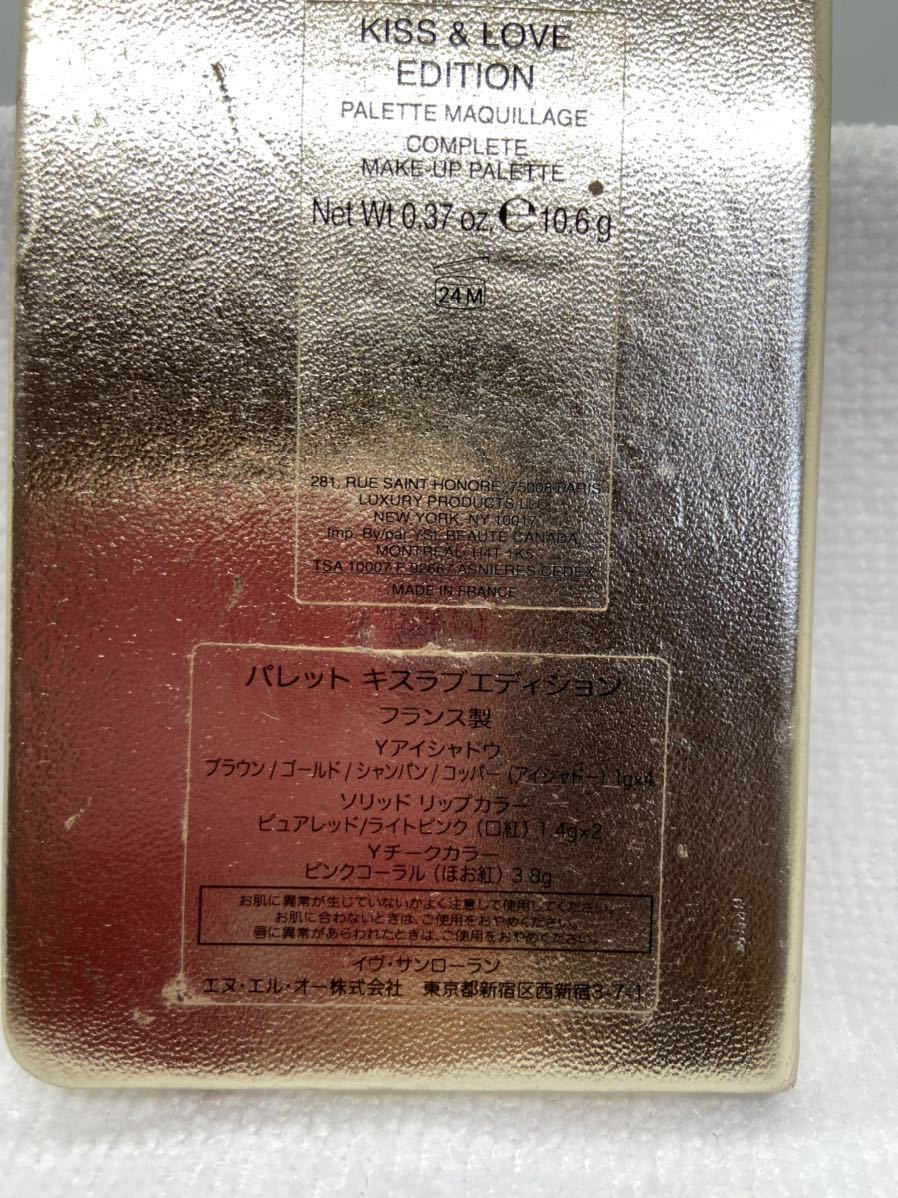 KISS & LOVE
EDITION
PALETTE MAQUILLAGE
COMPLETE
MAKE-UP PALETTE
Net Wt 0.37 oz. ℮ 10.6 g
24 M
281, RUE SAINT HONORÉ, 75008 PARIS
LUXURY PRODUCTS LLC
NEW YORK, NY 10017
Imp. By/par YSL BEAUTE CANADA,
MONTREAL, H4T 1K5
TSA 10007 F 92667 ASNIERES CEDEX
MADE IN FRANCE
パレット キスラブエディション
フランス製
Yアイシャドウ
ブラウン/ゴールド/シャンパン/コッパー (アイシャドー) 1g×4
ソリッド リップカラー
ピュアレッド/ライトピンク (口紅) 1.4g×2
Yチークカラー
ピンクコーラル (ほお紅) 3.8g
お肌に異常が生じていないかよく注意して使用してください。
お肌に合わないときは、ご使用をおやめください。
唇に異常があらわれたときは、ご使用をおやめください。
イヴ・サンローラン
エヌ・エル・オー株式会社 東京都新宿区西新宿3-7-1